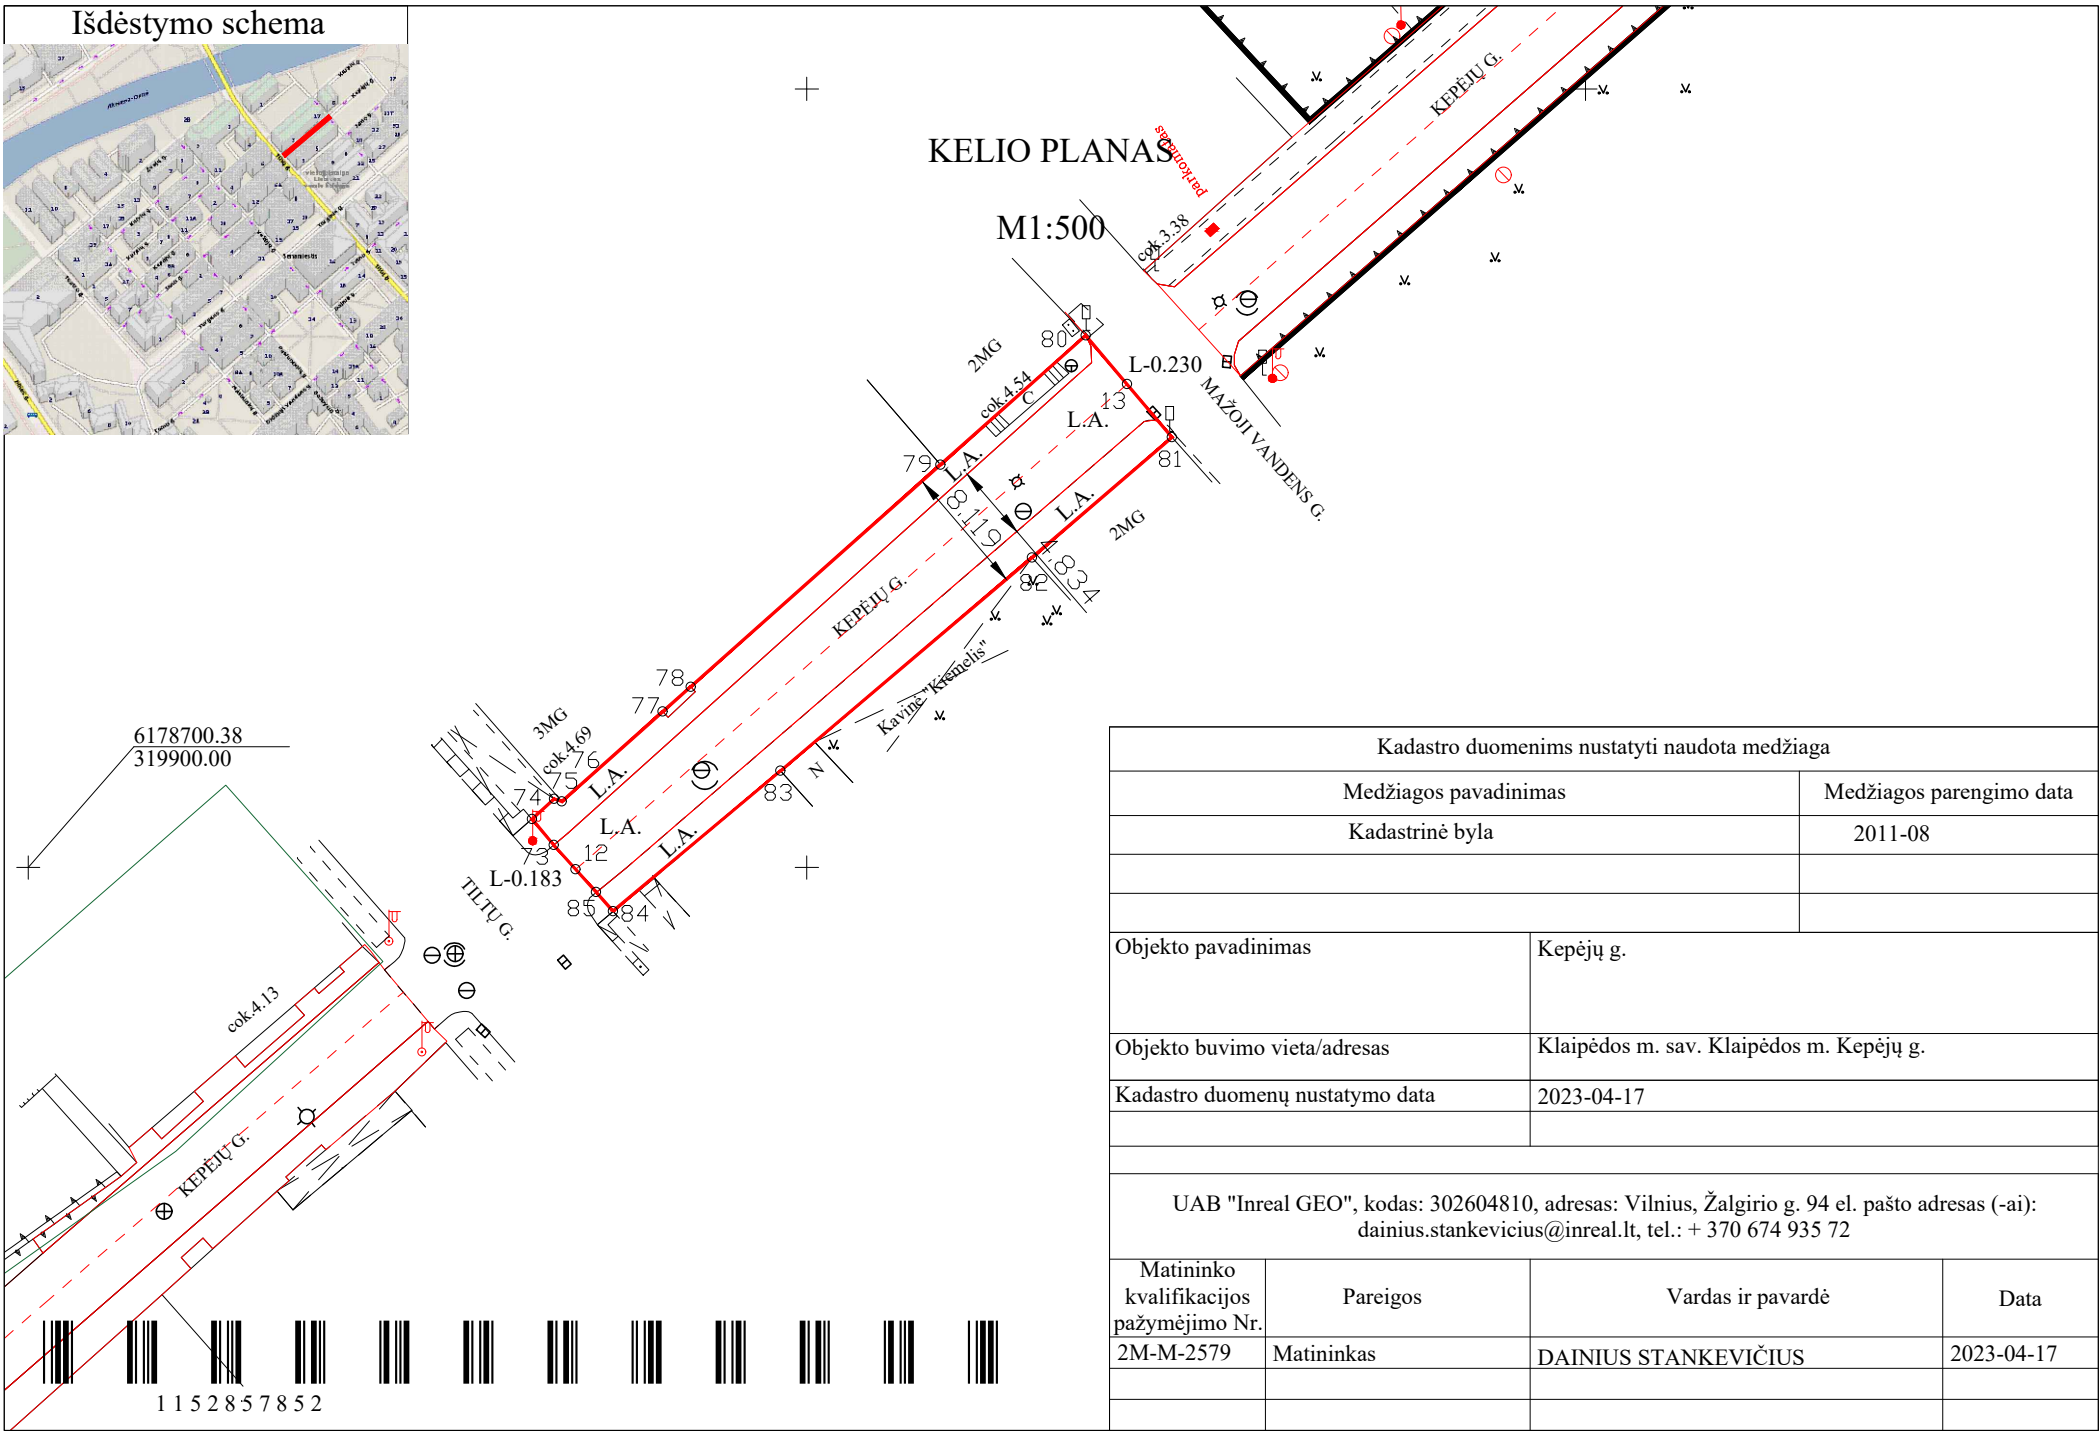 Išdėstymo schema
KELIO PLANAS
M1:500
KEPĖJŲ G.
parkomatas
cok.3.38
80
2MG
cok.4.54
C
L-0.230
13
L.A.
MAŽOJI VANDENS G.
81
79
L.A.
L.A.
8,119
2MG
4,834
82
KEPĖJŲ G.
Kavinė "Kiemelis"
78
77
3MG
cok.4.69
76
75
74
L.A.
N
83
L.A.
L.A.
73
12
L-0.183
85
84
TILTŲ G.
6178700.38
319900.00
cok.4.13
KEPĖJŲ G.
11528578​52
Kadastro duomenims nustatyti naudota medžiaga
Medžiagos pavadinimas
Medžiagos parengimo data
Kadastrinė byla
2011-08
Objekto pavadinimas
Kepėjų g.
Objekto buvimo vieta/adresas
Klaipėdos m. sav. Klaipėdos m. Kepėjų g.
Kadastro duomenų nustatymo data
2023-04-17
UAB "Inreal GEO", kodas: 302604810, adresas: Vilnius, Žalgirio g. 94 el. pašto adresas (-ai):
dainius.stankevicius@inreal.lt, tel.: + 370 674 935 72
Matininko
kvalifikacijos
pažymėjimo Nr.
Pareigos
Vardas ir pavardė
Data
2M-M-2579
Matininkas
DAINIUS STANKEVIČIUS
2023-04-17